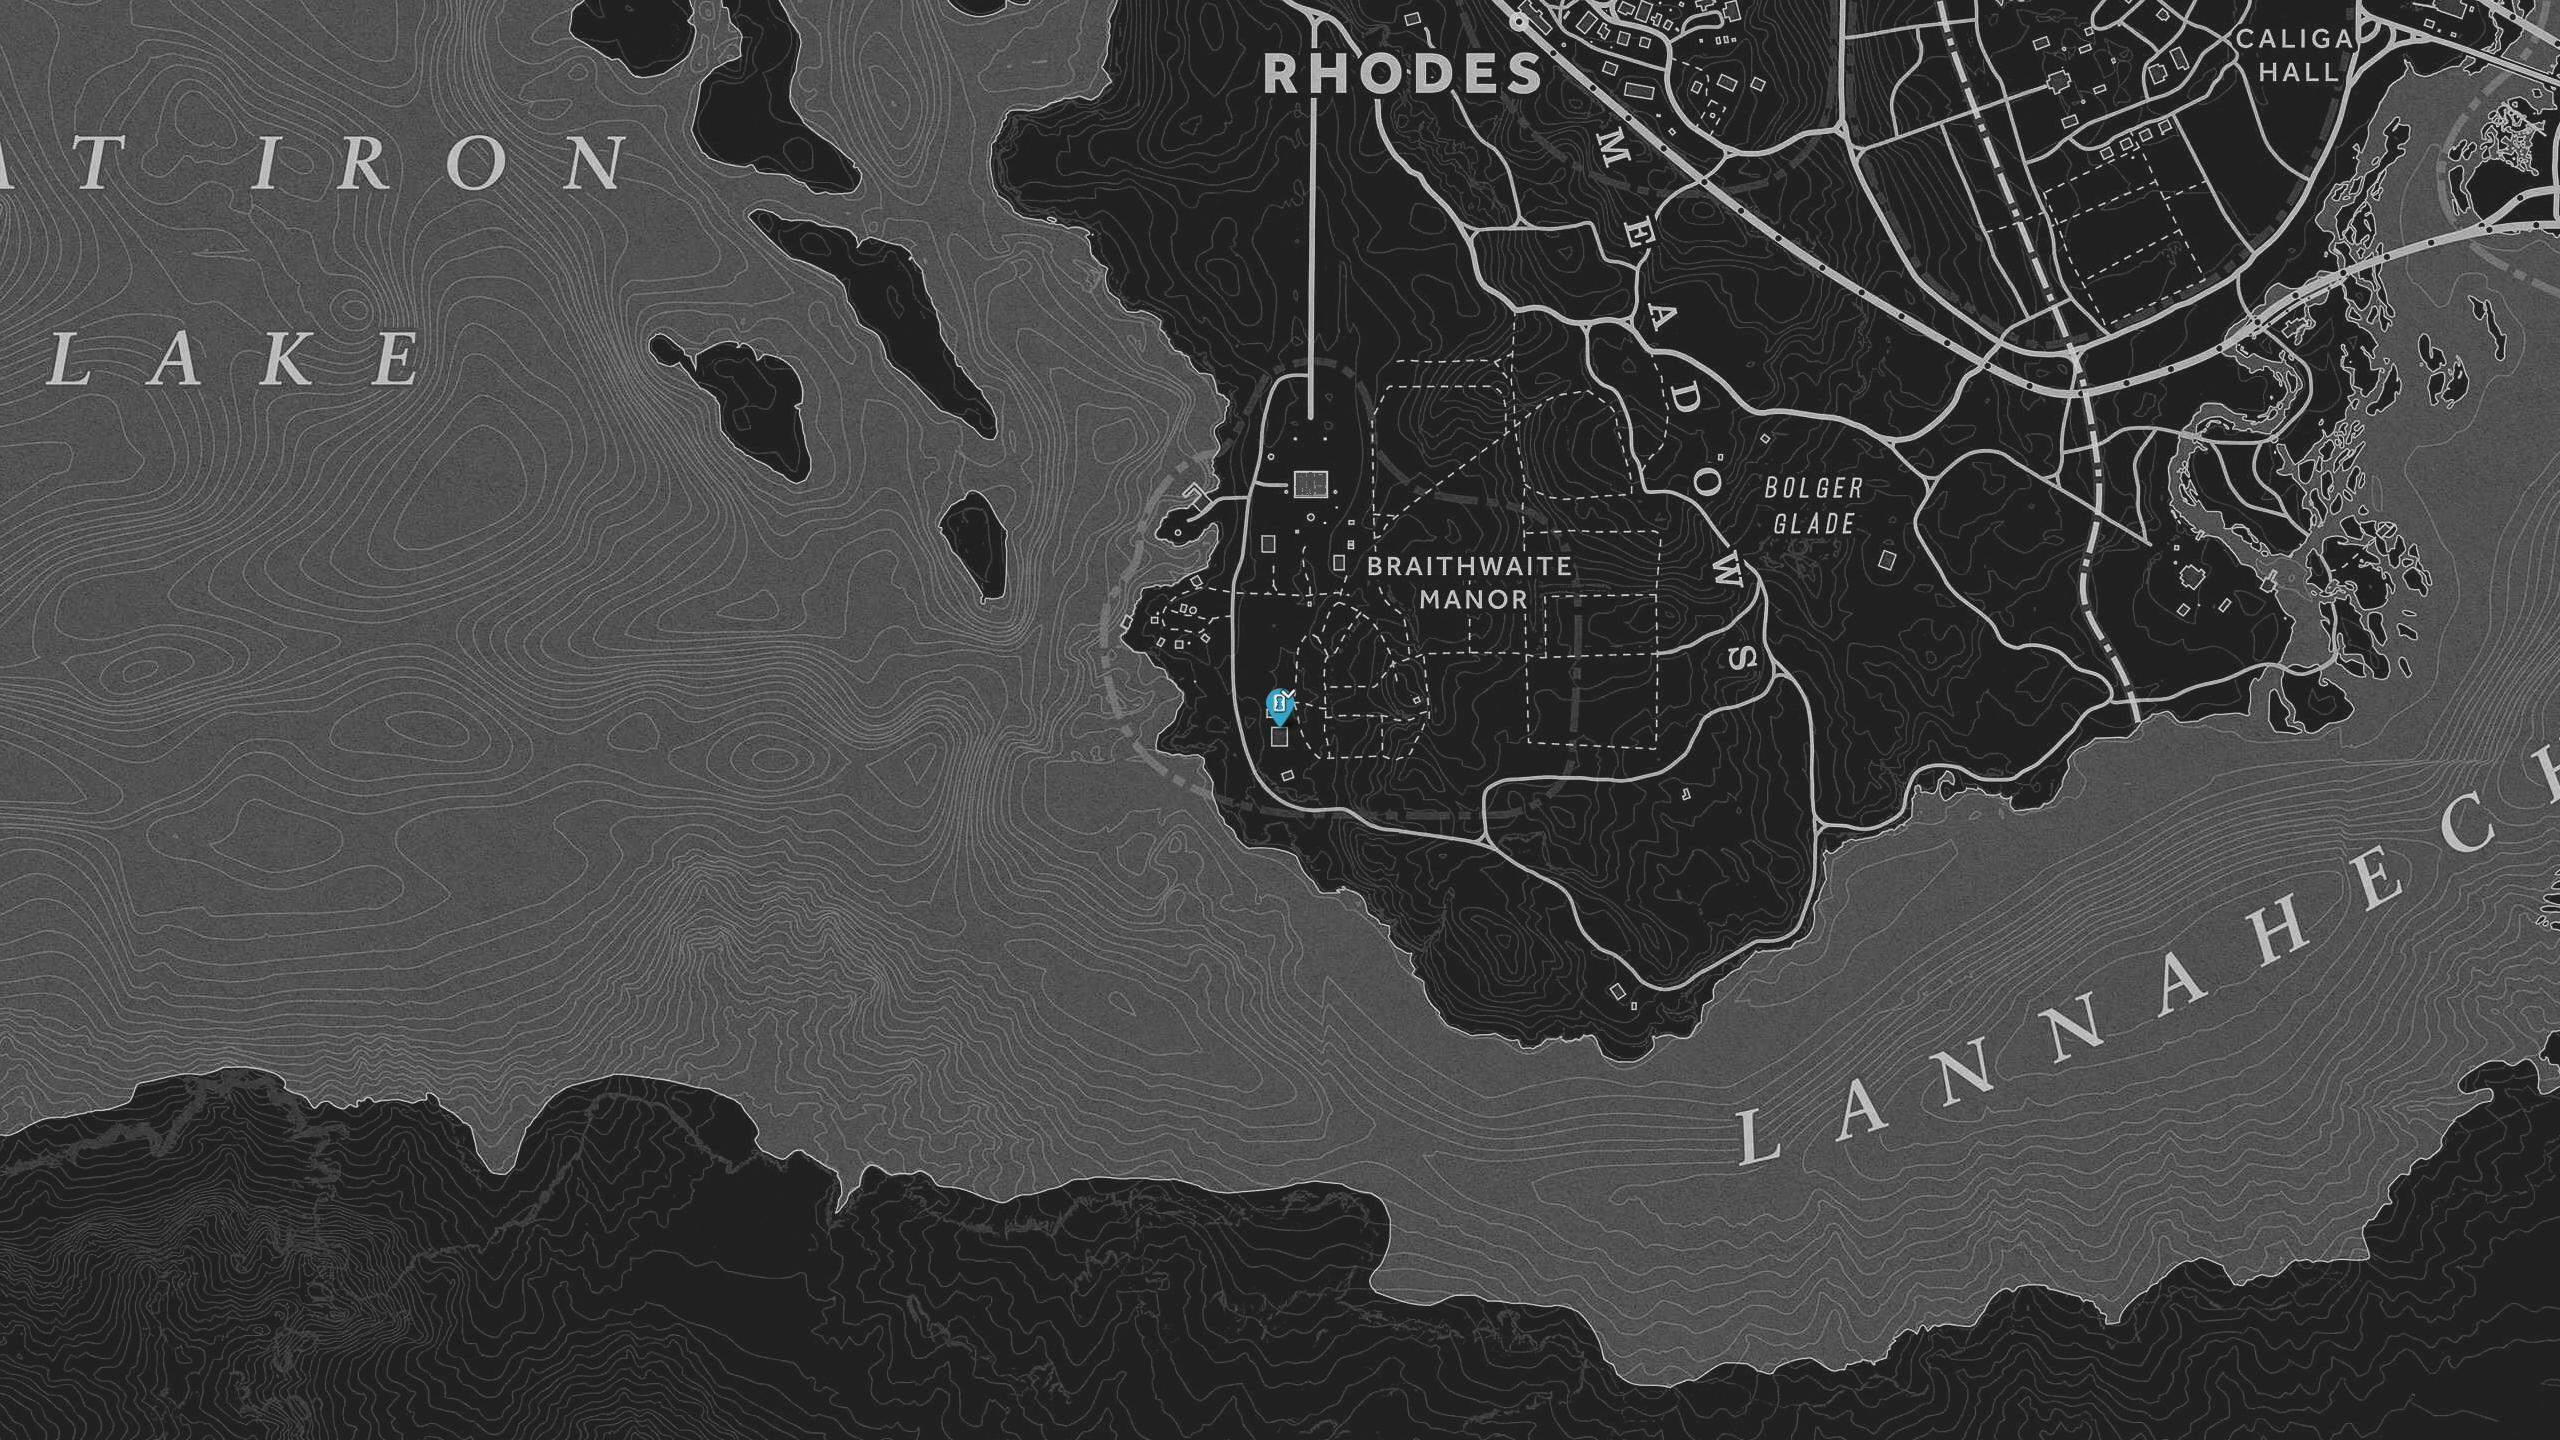 RHODES
CALIGA
HALL
AT IRON
LAKE
MEADOWS
BOLGER
GLADE
BRAITHWAITE
MANOR
LANNAHECH